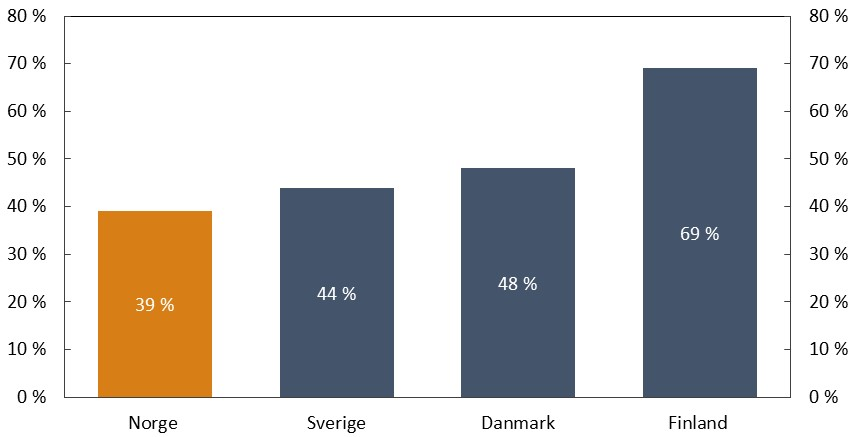 80 % 80 %
70 % 70 %
60 % 60 %
50 % 50 %
40 % 40 %
30 % 30 %
20 % 20 %
10 % 10 %
0 % 0 %
39 %
44 %
48 %
69 %
Norge Sverige Danmark Finland